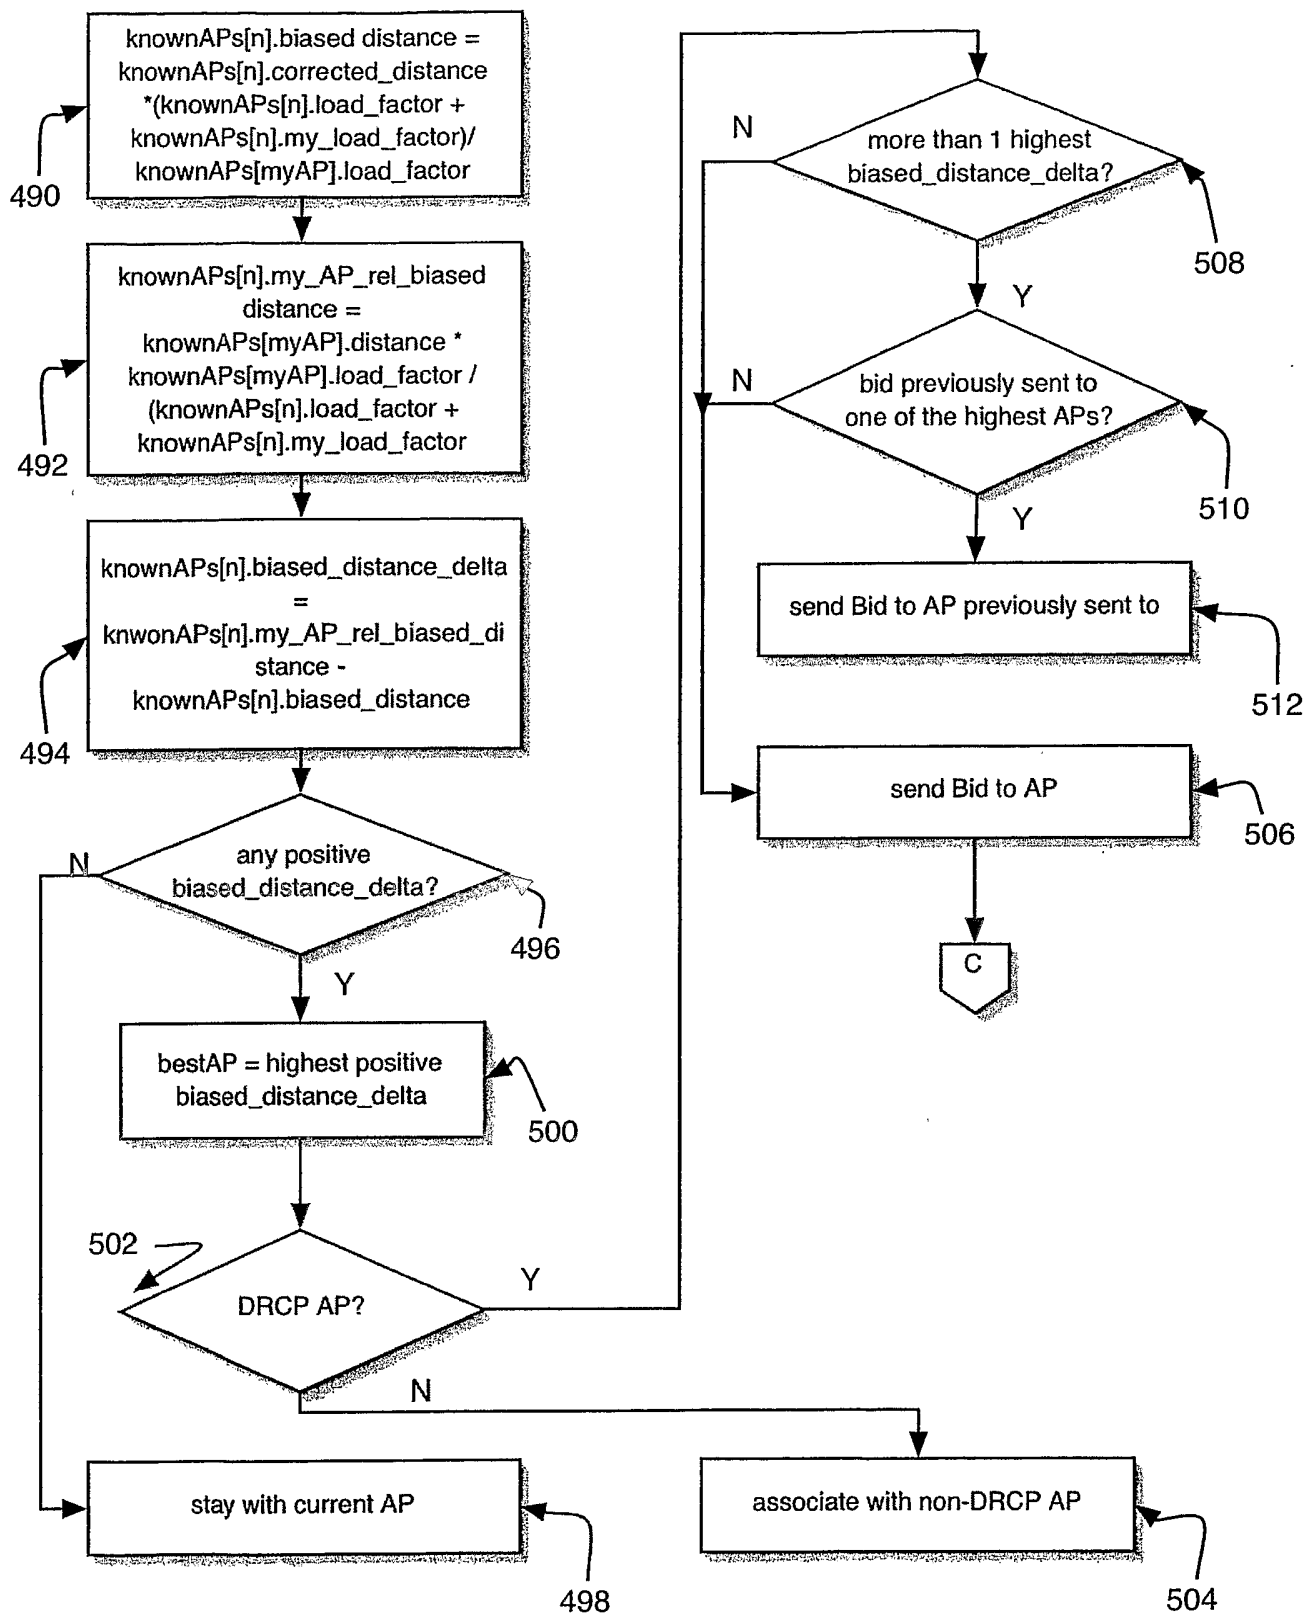 knownAPs[n].biased distance =
knownAPs[n].corrected_distance
*(knownAPs[n].load_factor +
knownAPs[n].my_load_factor)/
knownAPs[myAP].load_factor
490
knownAPs[n].my_AP_rel_biased
distance =
knownAPs[myAP].distance *
knownAPs[myAP].load_factor /
(knownAPs[n].load_factor +
knownAPs[n].my_load_factor
492
knownAPs[n].biased_distance_delta
=
knwonAPs[n].my_AP_rel_biased_di
stance -
knownAPs[n].biased_distance
494
any positive
biased_distance_delta?
N
496
Y
bestAP = highest positive
biased_distance_delta
500
502
DRCP AP?
Y
N
stay with current AP
498
associate with non-DRCP AP
504
more than 1 highest
biased_distance_delta?
N
508
Y
bid previously sent to
one of the highest APs?
N
510
Y
send Bid to AP previously sent to
512
send Bid to AP
506
C